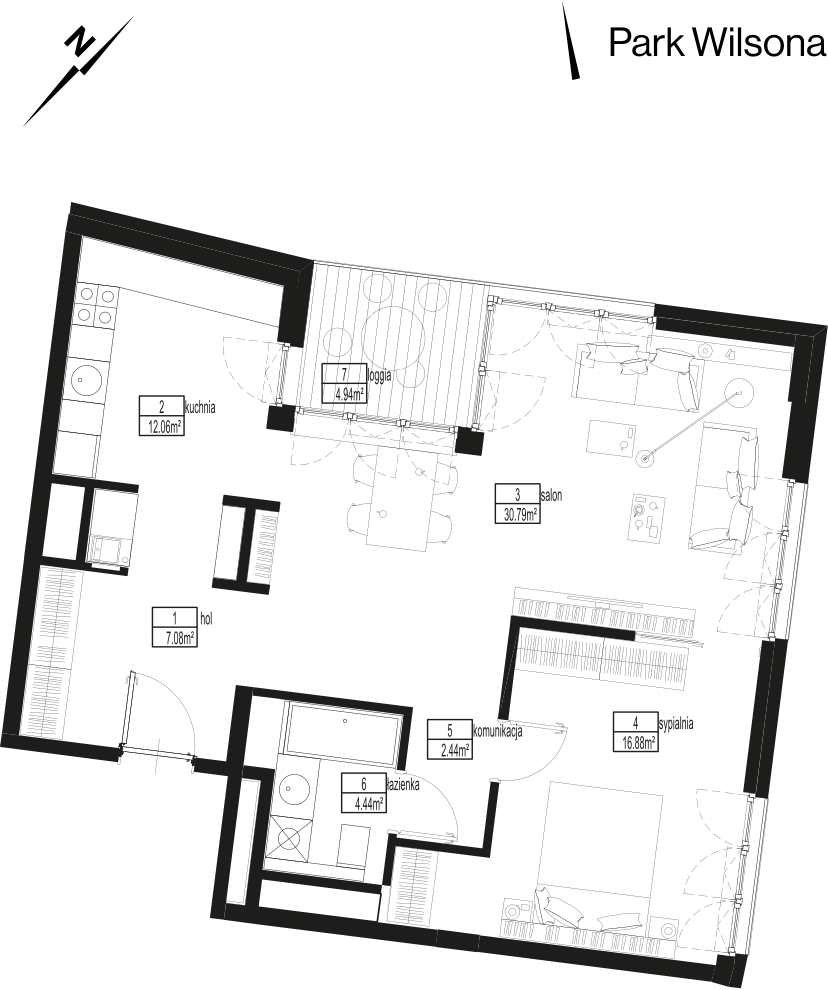 N
Park Wilsona
7 loggia
4.94m²
2 kuchnia
12.06m²
3 salon
30.79m²
1 hol
7.08m²
4 sypialnia
16.88m²
5 komunikacja
2.44m²
6 łazienka
4.44m²